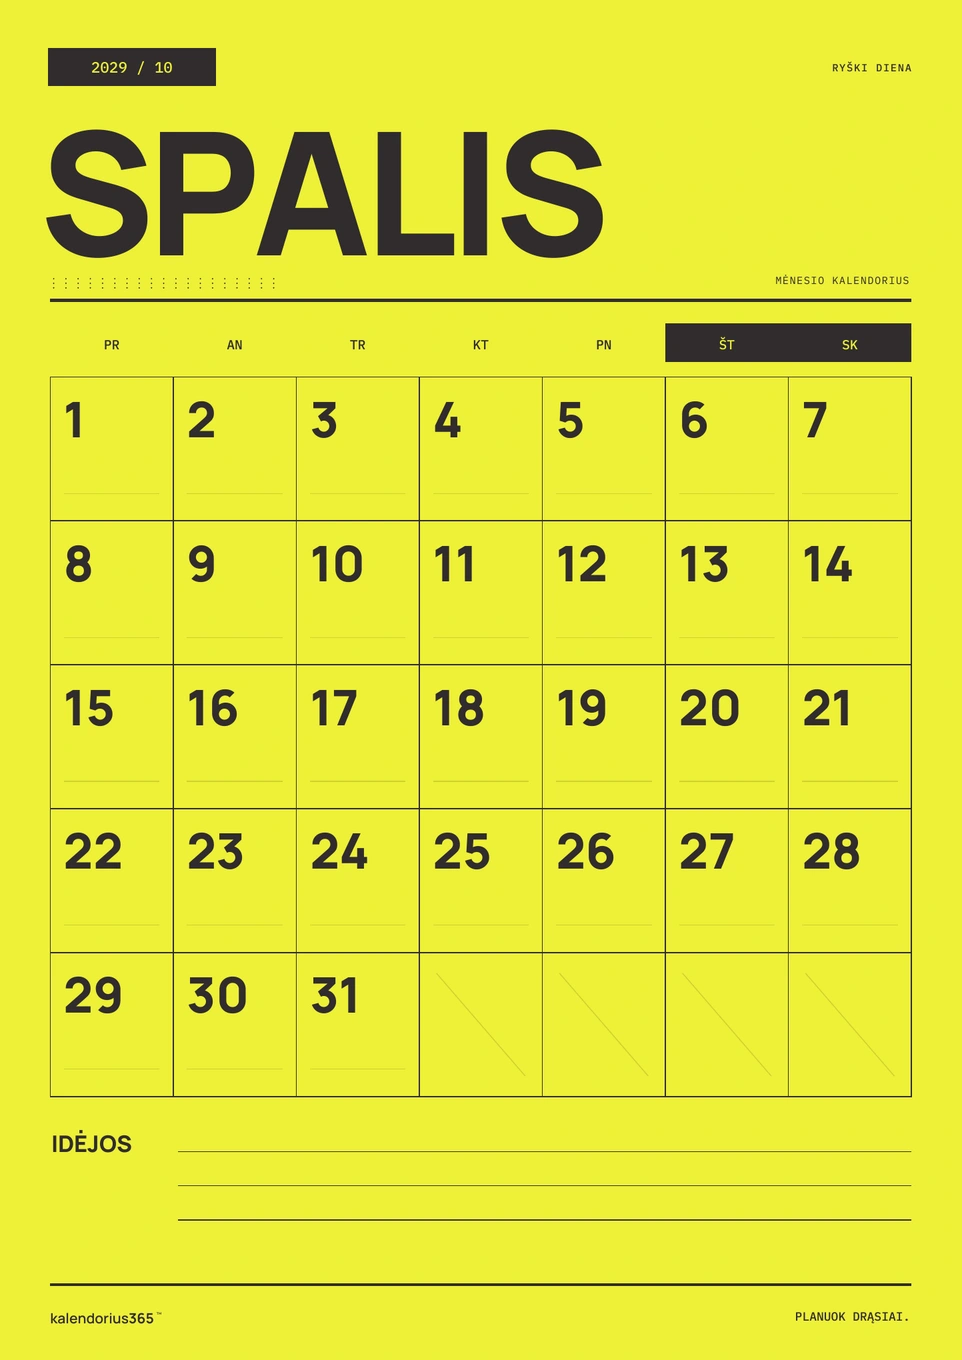 2029 / 10
RYŠKI DIENA
SPALIS
MĖNESIO KALENDORIUS
PR AN TR KT PN ŠT SK
1 2 3 4 5 6 7
8 9 10 11 12 13 14
15 16 17 18 19 20 21
22 23 24 25 26 27 28
29 30 31
IDĖJOS
kalendorius365™
PLANUOK DRĄSIAI.